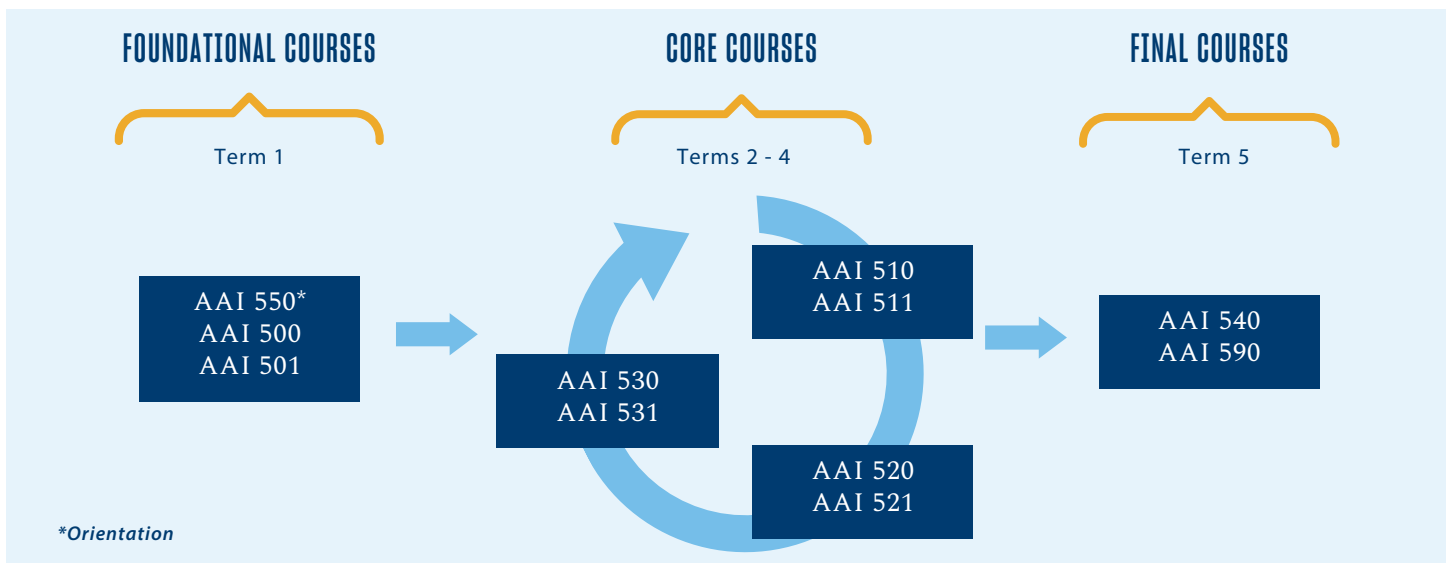 FOUNDATIONAL COURSES
Term 1
AAI 550*
AAI 500
AAI 501
CORE COURSES
Terms 2 - 4
AAI 510
AAI 511
AAI 520
AAI 521
AAI 530
AAI 531
FINAL COURSES
Term 5
AAI 540
AAI 590
*Orientation